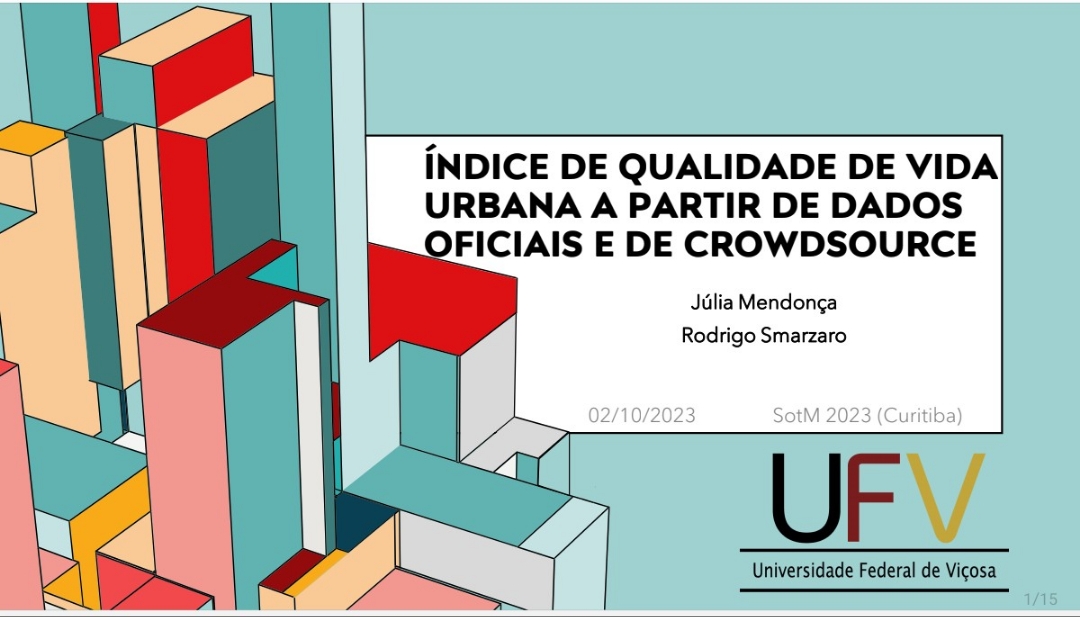 ÍNDICE DE QUALIDADE DE VIDA
URBANA A PARTIR DE DADOS
OFICIAIS E DE CROWDSOURCE
Júlia Mendonça
Rodrigo Smarzaro
02/10/2023 SotM 2023 (Curitiba)
UFV
Universidade Federal de Viçosa
1/15